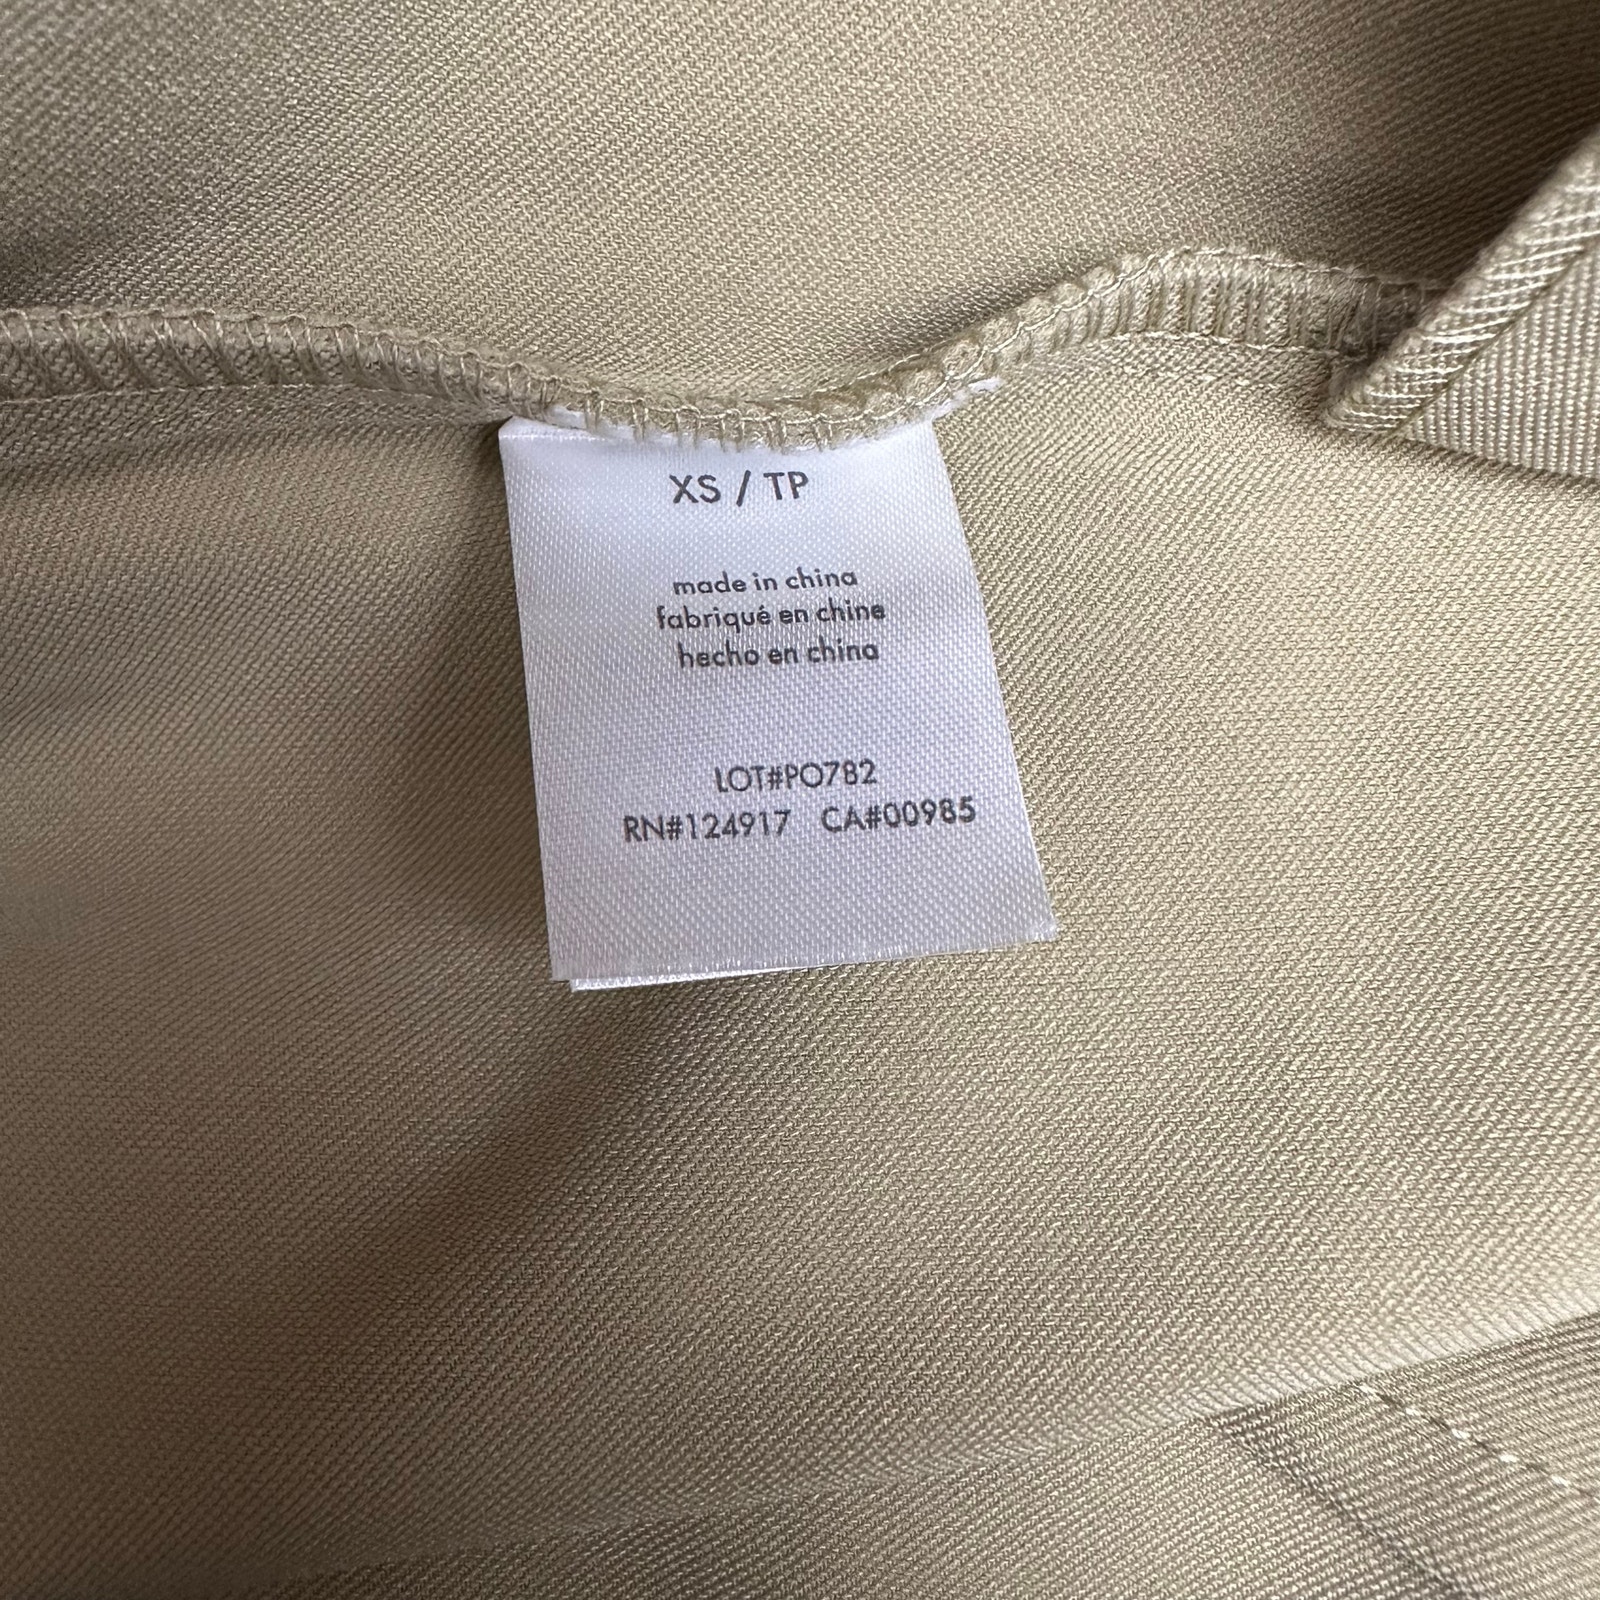 XS / TP
made in china
fabriqué en chine
hecho en china
LOT#PO782
RN#124917 CA#00985